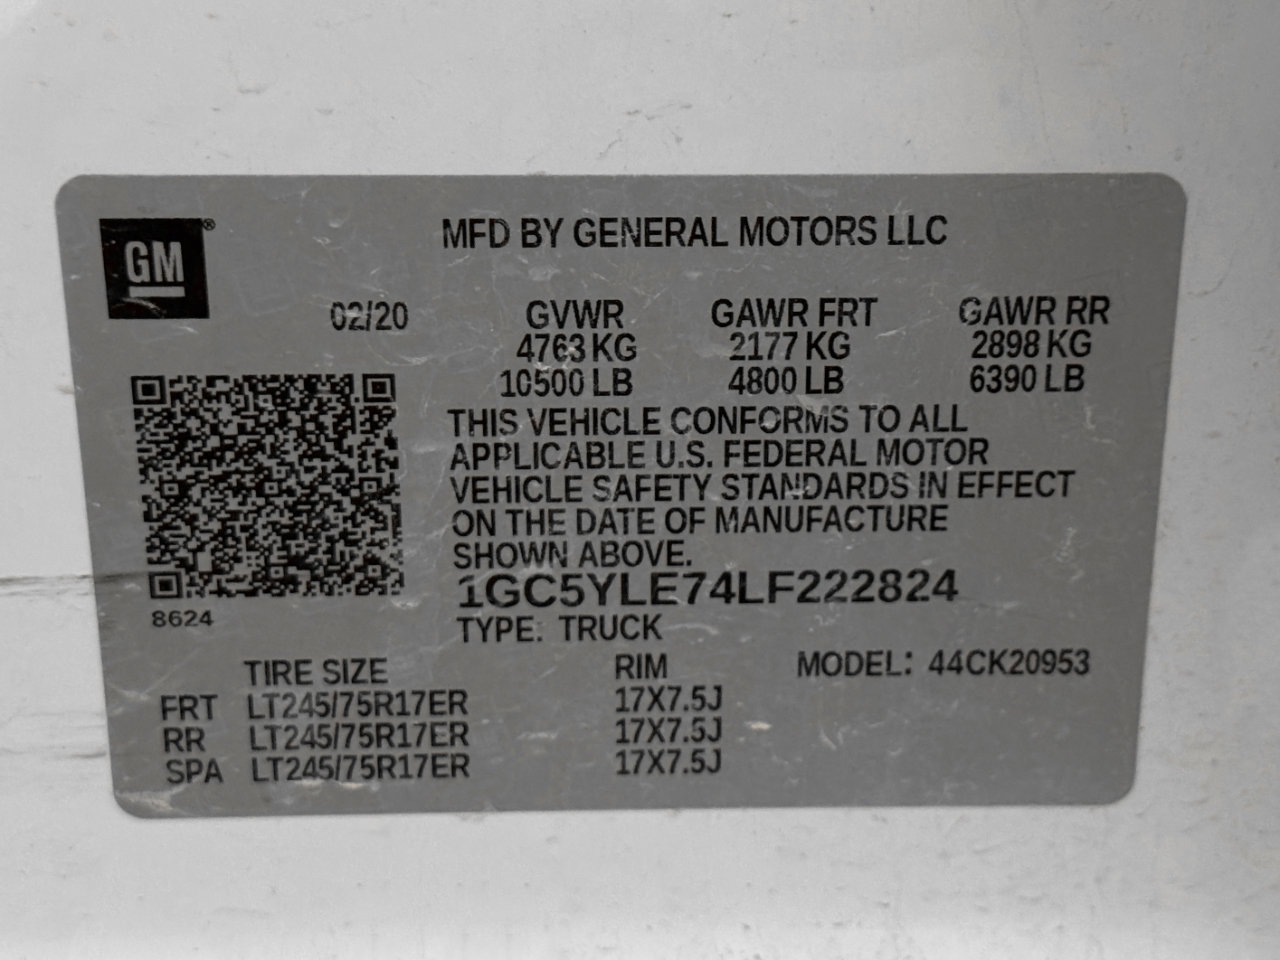 GM®
MFD BY GENERAL MOTORS LLC
02/20 GVWR GAWR FRT GAWR RR
4763 KG 2177 KG 2898 KG
10500 LB 4800 LB 6390 LB
THIS VEHICLE CONFORMS TO ALL
APPLICABLE U.S. FEDERAL MOTOR
VEHICLE SAFETY STANDARDS IN EFFECT
ON THE DATE OF MANUFACTURE
SHOWN ABOVE.
1GC5YLE74LF222824
8624
TYPE: TRUCK
TIRE SIZE RIM MODEL: 44CK20953
FRT LT245/75R17ER 17X7.5J
RR LT245/75R17ER 17X7.5J
SPA LT245/75R17ER 17X7.5J